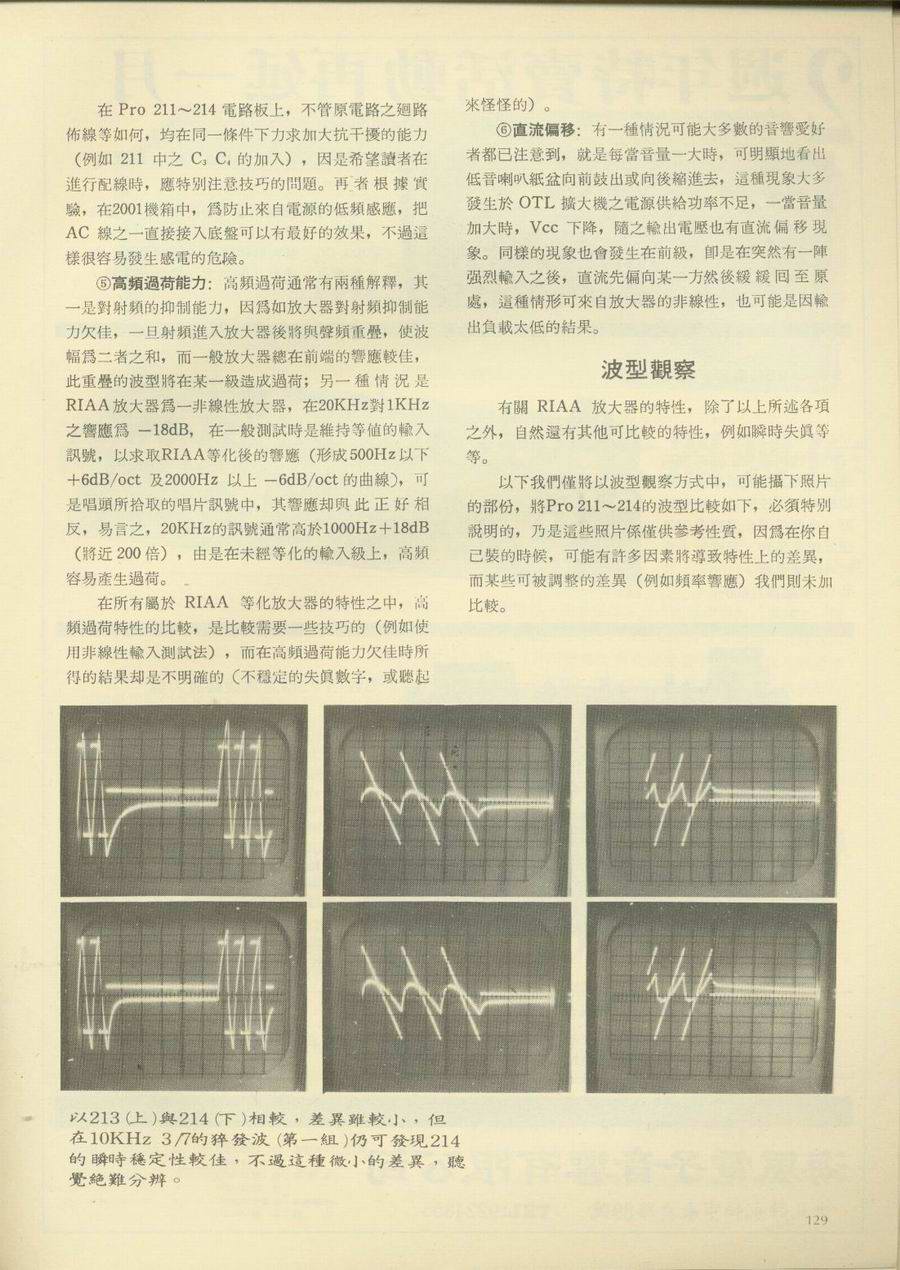 在 Pro 211～214 電路板上，不管原電路之廻路
佈線等如何，均在同一條件下力求加大抗干擾的能力
（例如 211 中之 C₃ C₄ 的加入），因是希望讀者在
進行配線時，應特別注意技巧的問題。再者根據實
驗，在2001機箱中，爲防止來自電源的低頻感應，把
AC 線之一直接接入底盤可以有最好的效果，不過這
樣很容易發生感電的危險。
⑤高頻過荷能力：高頻過荷通常有兩種解釋，其
一是對射頻的抑制能力，因爲如放大器對射頻抑制能
力欠佳，一旦射頻進入放大器後將與聲頻重疊，使波
幅爲二者之和，而一般放大器總在前端的響應較佳，
此重疊的波型將在某一級造成過荷；另一種情況是
RIAA放大器爲一非線性放大器，在20KHz對1KHz
之響應爲 －18dB，在一般測試時是維持等值的輸入
訊號，以求取RIAA等化後的響應（形成500Hz以下
+6dB/oct 及2000Hz 以上 －6dB/oct 的曲線），可
是唱頭所拾取的唱片訊號中，其響應却與此正好相
反，易言之，20KHz的訊號通常高於1000Hz+18dB
（將近 200 倍），由是在未經等化的輸入級上，高頻
容易產生過荷。
在所有屬於 RIAA 等化放大器的特性之中，高
頻過荷特性的比較，是比較需要一些技巧的（例如使
用非線性輸入測試法），而在高頻過荷能力欠佳時所
得的結果却是不明確的（不穩定的失眞數字，或聽起
來怪怪的）。
⑥直流偏移：有一種情況可能大多數的音響愛好
者都已注意到，就是每當音量一大時，可明顯地看出
低音喇叭紙盆向前鼓出或向後縮進去，這種現象大多
發生於 OTL 擴大機之電源供給功率不足，一當音量
加大時，Vcc 下降，隨之輸出電壓也有直流偏移現
象。同樣的現象也會發生在前級，卽是在突然有一陣
强烈輸入之後，直流先偏向某一方然後緩緩囘至原
處，這種情形可來自放大器的非線性，也可能是因輸
出負載太低的結果。
波型觀察
有關 RIAA 放大器的特性，除了以上所述各項
之外，自然還有其他可比較的特性，例如瞬時失眞等
等。
以下我們僅將以波型觀察方式中，可能攝下照片
的部份，將Pro 211～214的波型比較如下，必須特別
說明的，乃是這些照片係僅供參考性質，因爲在你自
己裝的時候，可能有許多因素將導致特性上的差異，
而某些可被調整的差異（例如頻率響應）我們則未加
比較。
以213(上)與214(下)相較，差異雖較小，但
在10KHz 3/7的猝發波(第一組)仍可發現214
的瞬時穩定性較佳，不過這種微小的差異，聽
覺絕難分辨。
129